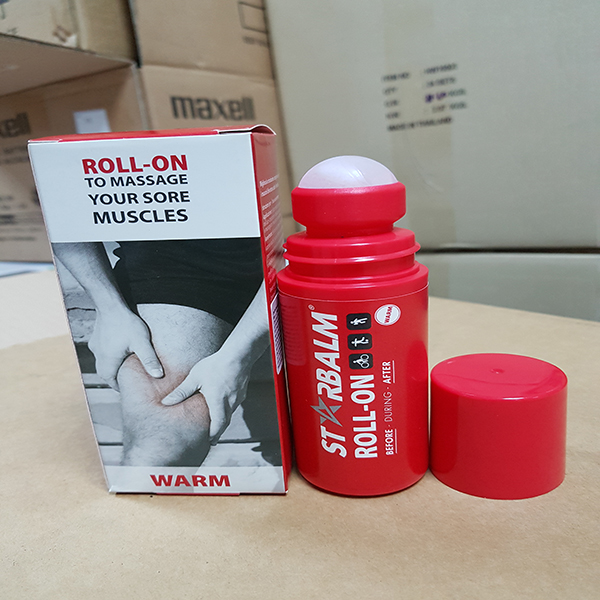 maxell
ell
MADE IN THAILAND
ROLL-ON
TO MASSAGE
YOUR SORE
MUSCLES
WARM
STARBALM®
ROLL-ON
BEFORE · DURING · AFTER
WARM